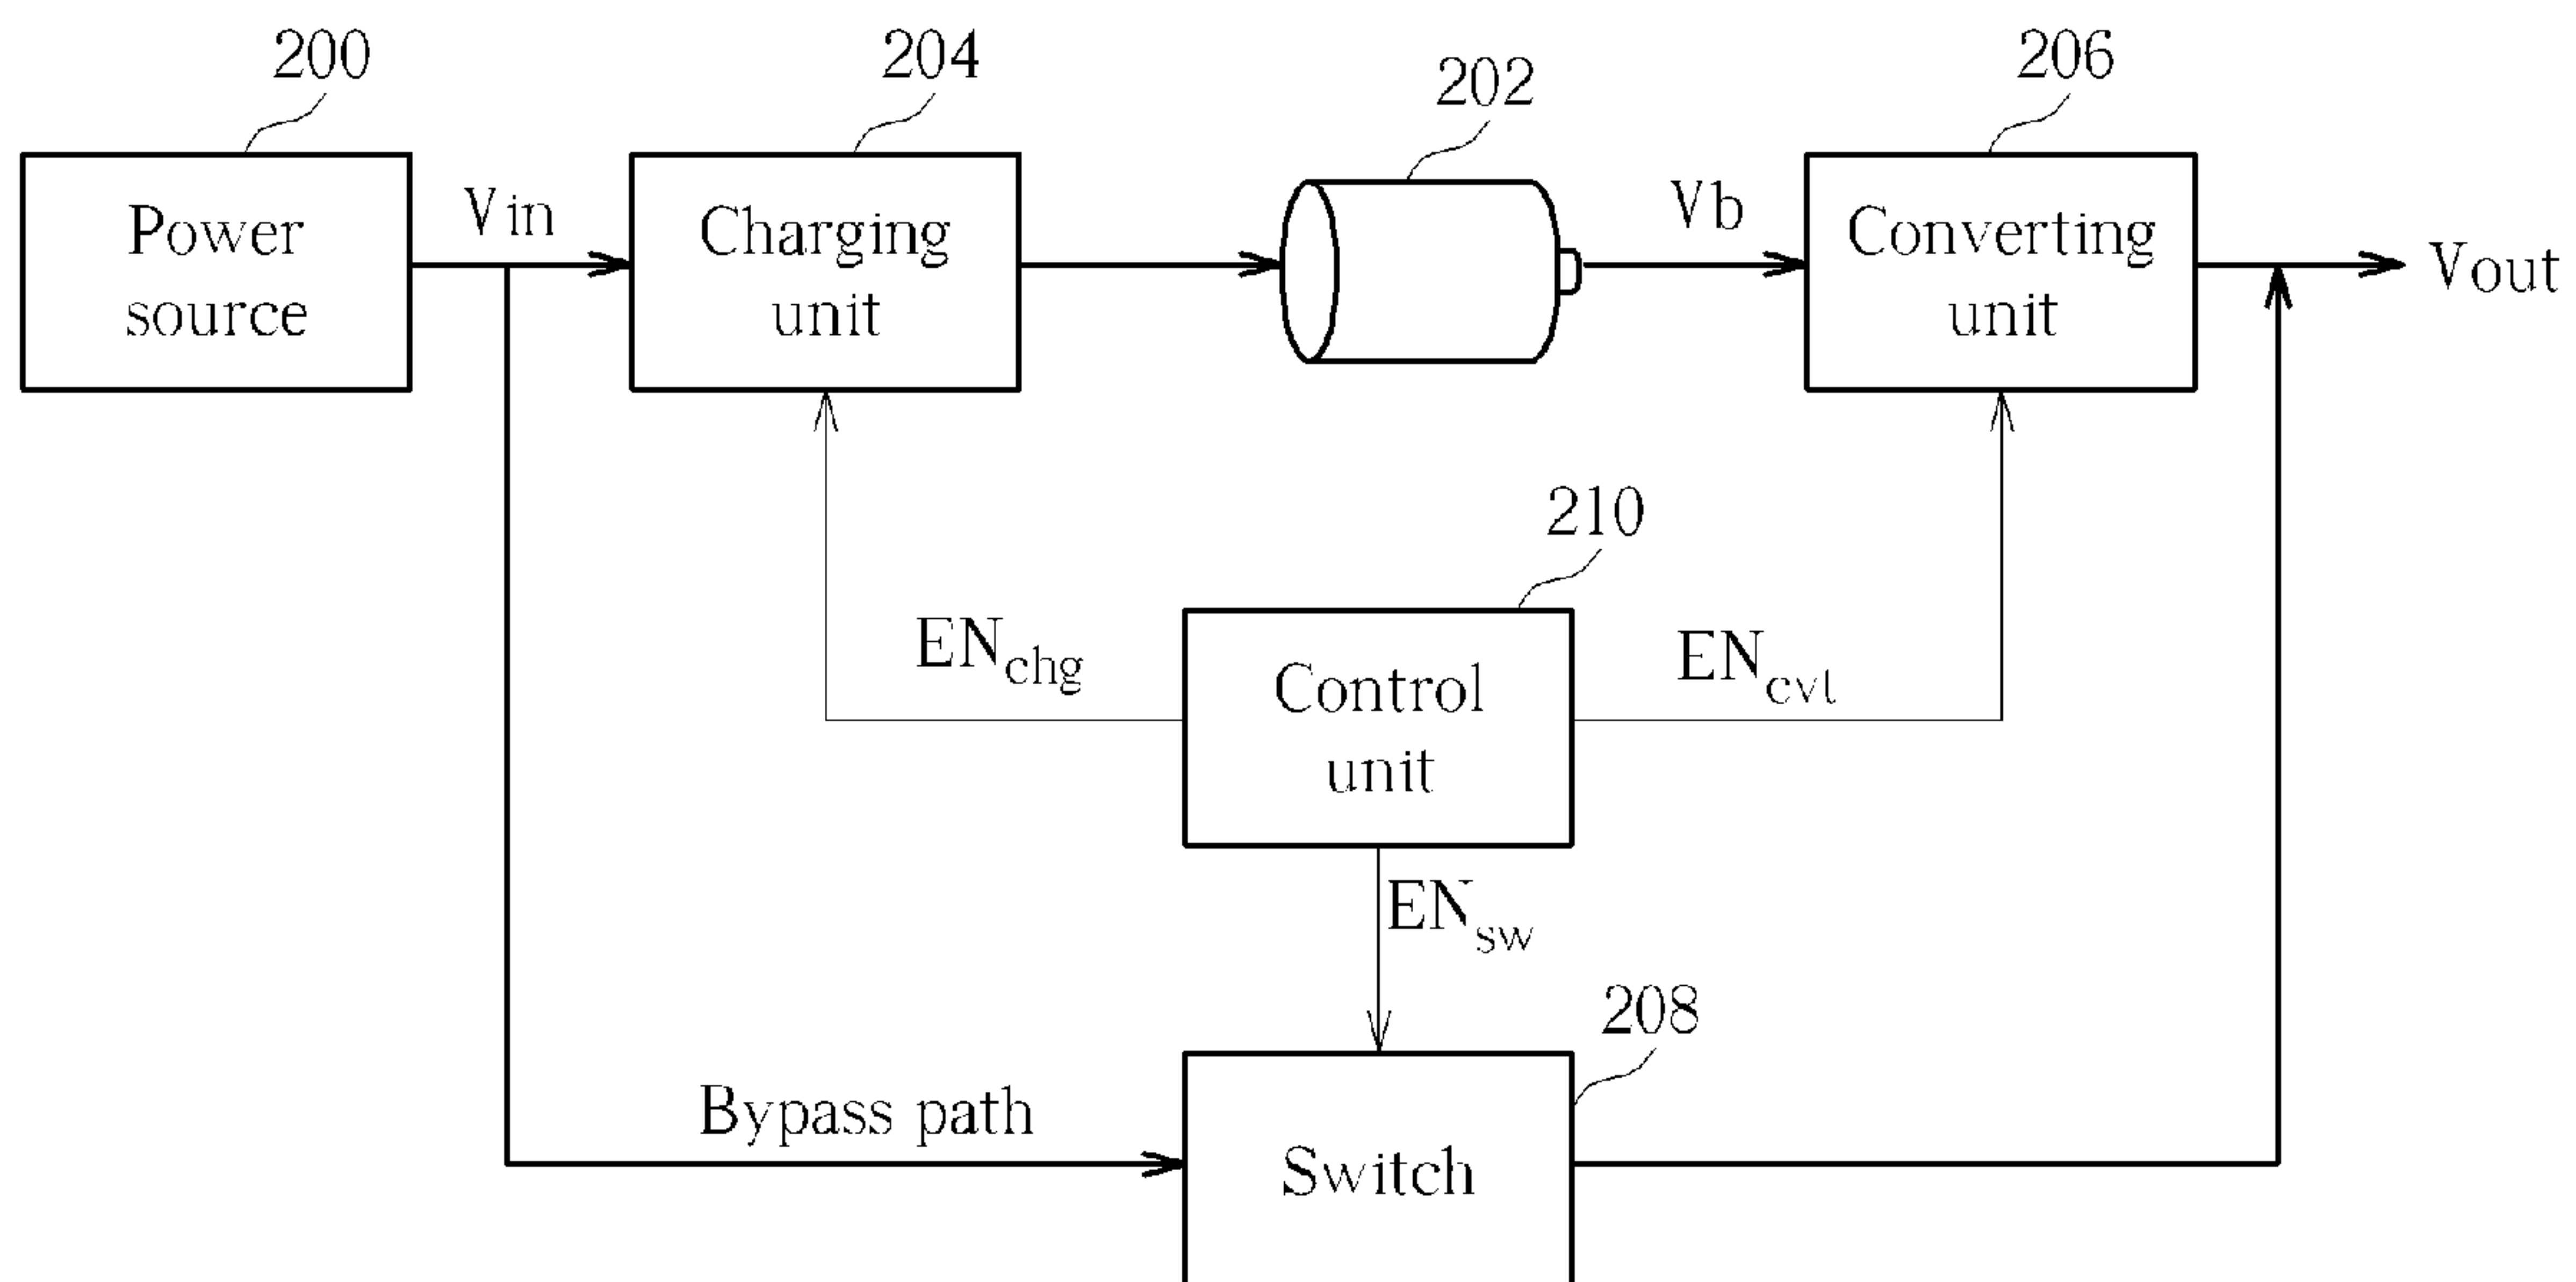 200
204
202
206
Power
source
Vin
Charging
unit
Vb
Converting
unit
Vout
210
ENchg
Control
unit
ENcvt
ENsw
208
Bypass path
Switch